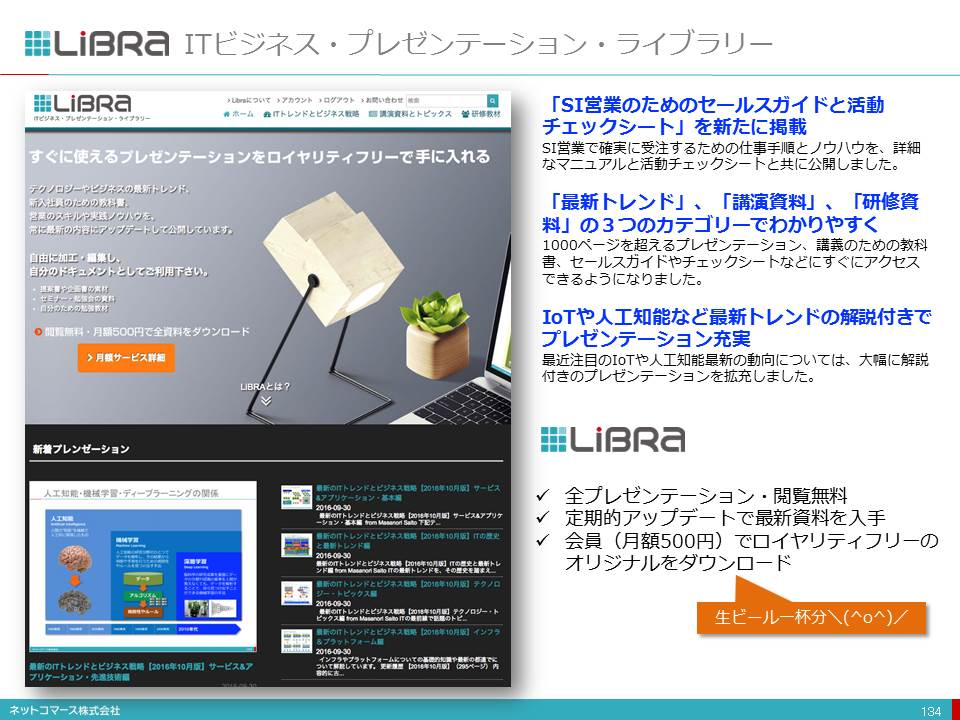 LiBRA ITビジネス・プレゼンテーション・ライブラリー
LiBRA
ITビジネス・プレゼンテーション・ライブラリー
Libraについて アカウント ログアウト お問い合わせ 検索
ホーム ITトレンドとビジネス戦略 講演資料とトピックス 研修教材
すぐに使えるプレゼンテーションをロイヤリティフリーで手に入れる
テクノロジーやビジネスの最新トレンド、
新入社員のための教科書、
営業のスキルや実践ノウハウを、
常に最新の内容にアップデートして公開しています。
自由に加工・編集し、
自分のドキュメントとしてご利用下さい。
• 提案書や企画書の素材
• セミナー・勉強会の資料
• 自分のための勉強教材
閲覧無料・月額500円で全資料をダウンロード
月額サービス詳細
LiBRAとは？
新着プレンゼーション
人工知能・機械学習・ディープラーニングの関係
人工知能
Artificial Intelligence
機械学習
Machine Learning
深層学習
Deep Learning
データ
アルゴリズム
2010年代
最新のITトレンドとビジネス戦略【2016年10月版】サービス&ア
プリケーション・先進技術編
2016-09-30
最新のITトレンドとビジネス戦略【2016年10月版】サービス
&アプリケーション・基本編
2016-09-30
最新のITトレンドとビジネス戦略【2016年10月版】サービス&アプリケ
ーション・基本編 from Masanori Saito 下記テ...
最新のITトレンドとビジネス戦略【2016年10月版】ITの歴史
と最新トレンド編
2016-09-30
最新のITトレンドとビジネス戦略【2016年10月版】ITの歴史と最新トレン
ド編 from Masanori Saito ITの最新トレンドを、その歴史を踏まえ...
最新のITトレンドとビジネス戦略【2016年10月版】テクノロ
ジー・トピックス編
2016-09-30
最新のITトレンドとビジネス戦略【2016年10月版】テクノロジー・トピ
ックス編 from Masanori Saito ITの最前線で話題のトピ...
最新のITトレンドとビジネス戦略【2016年10月版】インフラ
&プラットフォーム編
2016-09-30
インフラやプラットフォームについての基礎的知識や最新の都道でに
ついて解説しています。 更新履歴 【2016年10月版】（295ページ） 内
容的に古...
「SI営業のためのセールスガイドと活動
チェックシート」を新たに掲載
SI営業で確実に受注するための仕事手順とノウハウを、詳細
なマニュアルと活動チェックシートと共に公開しました。
「最新トレンド」、「講演資料」、「研修資
料」の３つのカテゴリーでわかりやすく
1000ページを超えるプレゼンテーション、講義のための教科
書、セールスガイドやチェックシートなどにすぐにアクセス
できるようになりました。
IoTや人工知能など最新トレンドの解説付きで
プレゼンテーション充実
最近注目のIoTや人工知能最新の動向については、大幅に解説
付きのプレゼンテーションを拡充しました。
LiBRA
✓ 全プレゼンテーション・閲覧無料
✓ 定期的アップデートで最新資料を入手
✓ 会員（月額500円）でロイヤリティフリーの
オリジナルをダウンロード
生ビール一杯分＼(^o^)／
ネットコマース株式会社
134